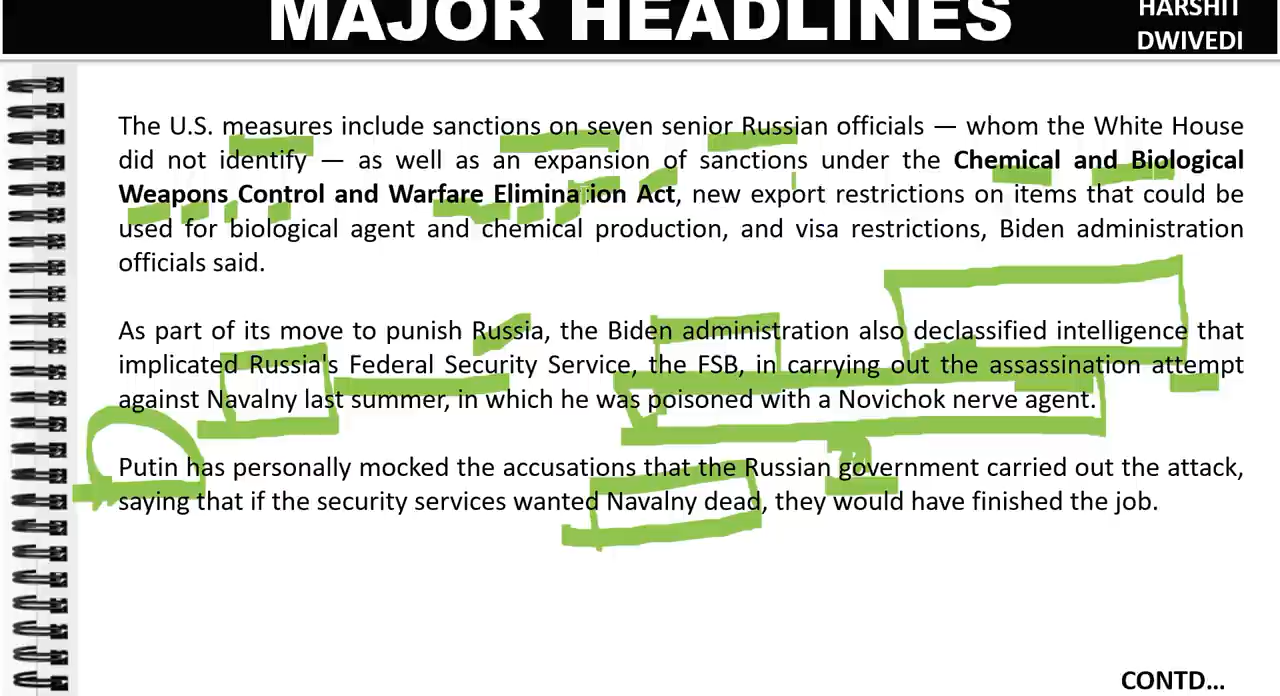 MAJOR HEADLINES
HARSHIT
DWIVEDI
The U.S. measures include sanctions on seven senior Russian officials — whom the White House
did not identify — as well as an expansion of sanctions under the Chemical and Biological
Weapons Control and Warfare Elimination Act, new export restrictions on items that could be
used for biological agent and chemical production, and visa restrictions, Biden administration
officials said.
As part of its move to punish Russia, the Biden administration also declassified intelligence that
implicated Russia's Federal Security Service, the FSB, in carrying out the assassination attempt
against Navalny last summer, in which he was poisoned with a Novichok nerve agent.
Putin has personally mocked the accusations that the Russian government carried out the attack,
saying that if the security services wanted Navalny dead, they would have finished the job.
CONTD...